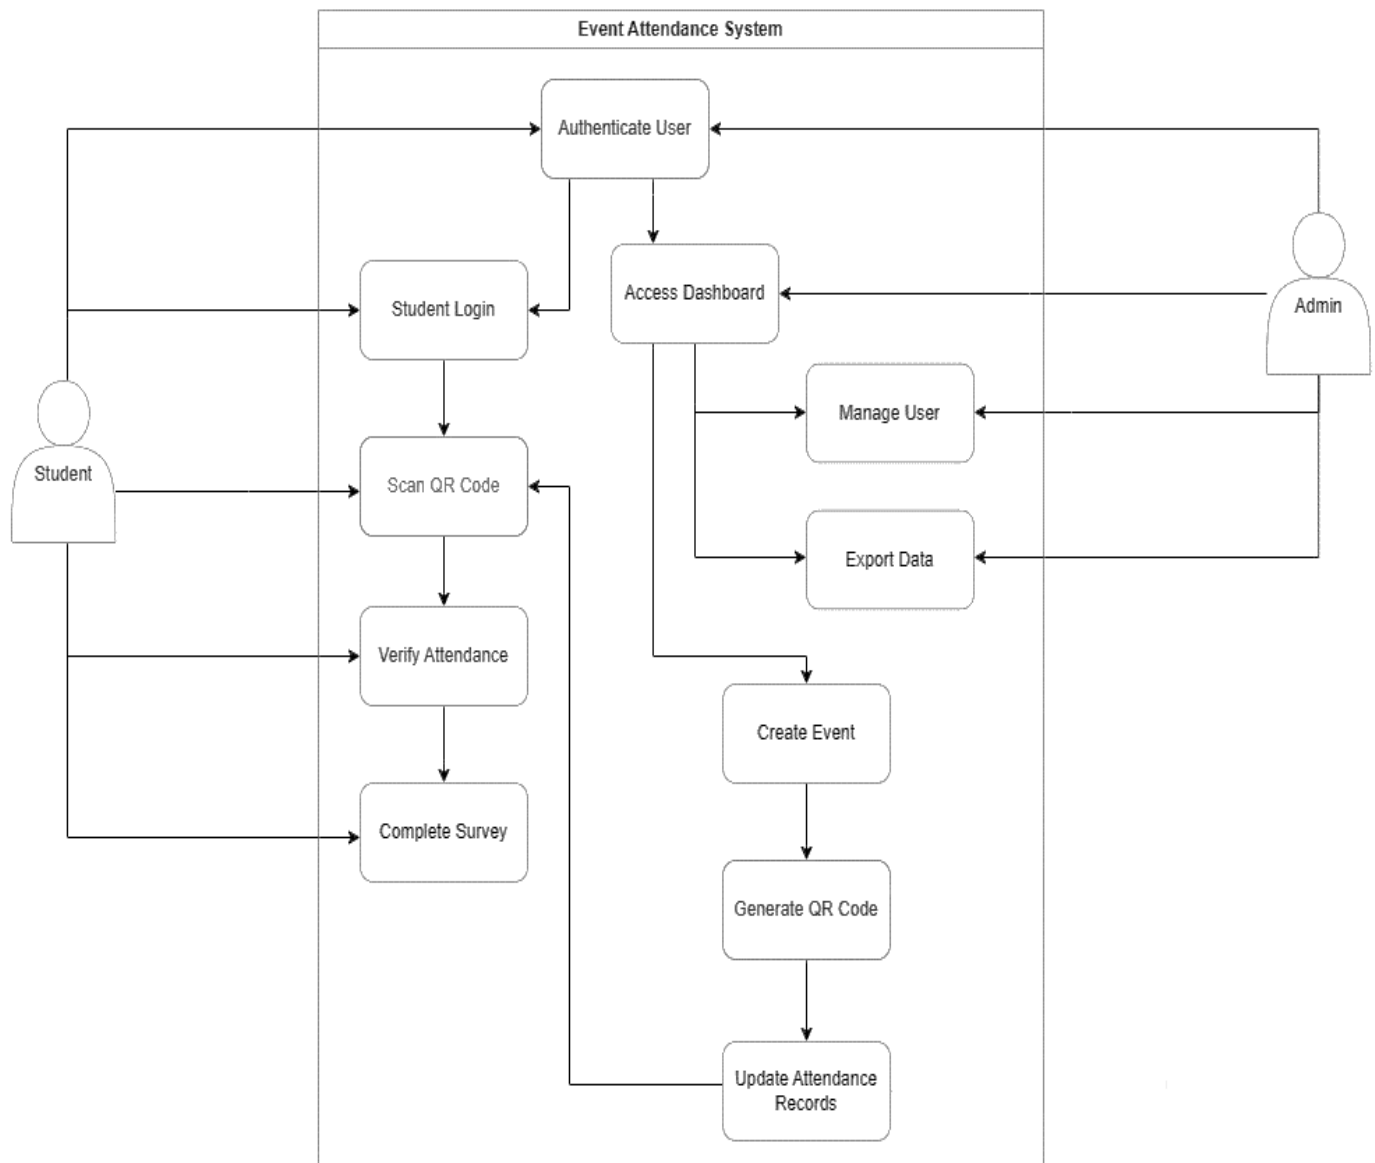 Event Attendance System
Authenticate User
Access Dashboard
Student Login
Admin
Manage User
Student
Scan QR Code
Export Data
Verify Attendance
Create Event
Complete Survey
Generate QR Code
Update Attendance
Records